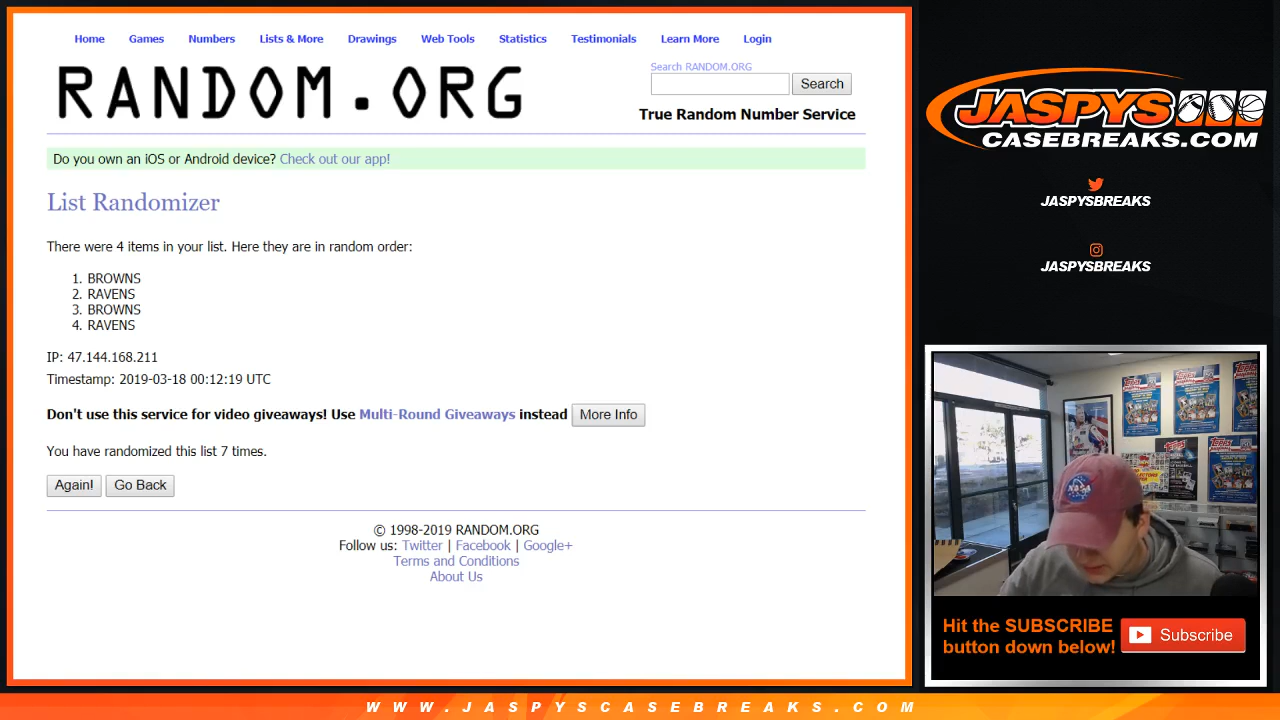 Home Games Numbers Lists & More Drawings Web Tools Statistics Testimonials Learn More Login
RANDOM.ORG
Search RANDOM.ORG
Search
True Random Number Service
Do you own an iOS or Android device? Check out our app!
List Randomizer
There were 4 items in your list. Here they are in random order:
1. BROWNS
2. RAVENS
3. BROWNS
4. RAVENS
IP: 47.144.168.211
Timestamp: 2019-03-18 00:12:19 UTC
Don't use this service for video giveaways! Use Multi-Round Giveaways instead More Info
You have randomized this list 7 times.
Again! Go Back
© 1998-2019 RANDOM.ORG
Follow us: Twitter | Facebook | Google+
Terms and Conditions
About Us
JASPYS
CASEBREAKS.COM
JASPYSBREAKS
JASPYSBREAKS
NASA
Hit the SUBSCRIBE
button down below!
Subscribe
WWW.JASPYSCASEBREAKS.COM